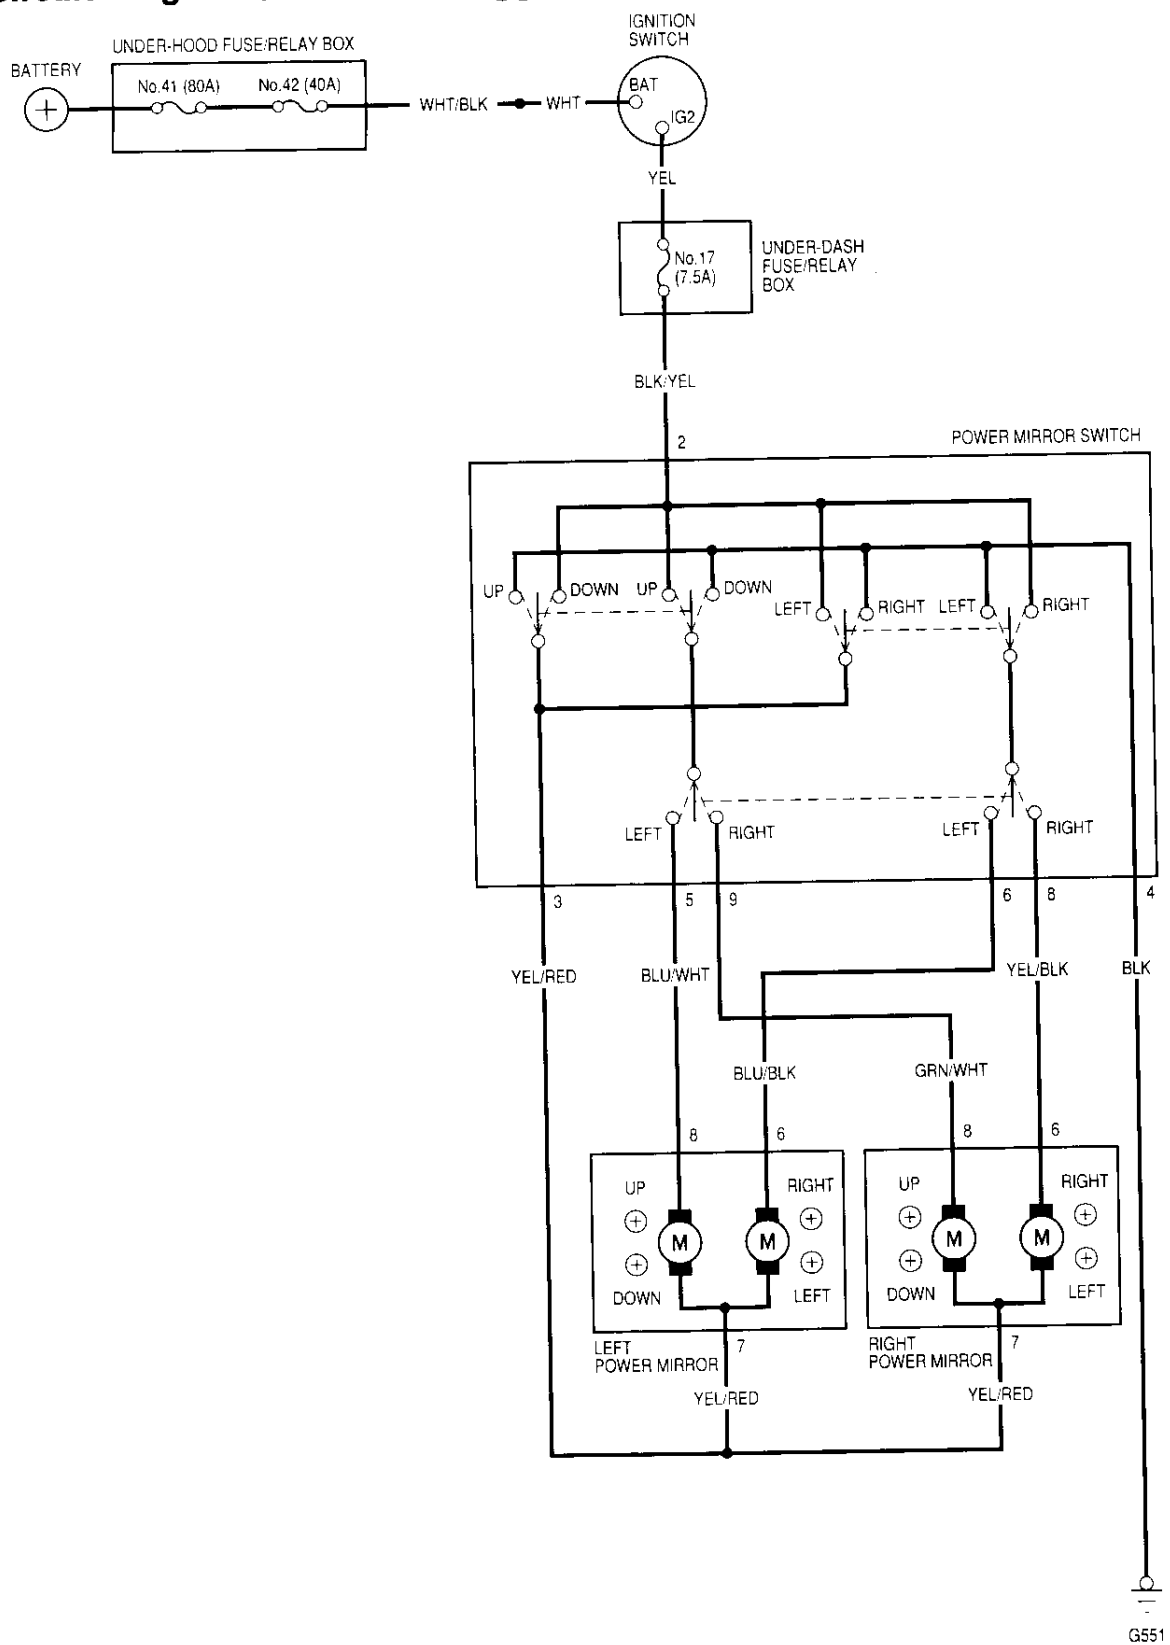 IGNITION
SWITCH
UNDER-HOOD FUSE/RELAY BOX
BATTERY
No.41 (80A)
No.42 (40A)
BAT
WHT/BLK
WHT
IG2
YEL
No.17
(7.5A)
UNDER-DASH
FUSE/RELAY
BOX
BLK/YEL
2
POWER MIRROR SWITCH
UP
DOWN
UP
DOWN
LEFT
RIGHT
LEFT
RIGHT
LEFT
RIGHT
LEFT
RIGHT
3
5
9
6
8
4
YEL/RED
BLU/WHT
YEL/BLK
BLK
BLU/BLK
GRN/WHT
8
6
8
6
UP
RIGHT
UP
RIGHT
M
M
M
M
DOWN
LEFT
DOWN
LEFT
LEFT
POWER MIRROR
7
RIGHT
POWER MIRROR
7
YEL/RED
YEL/RED
G551